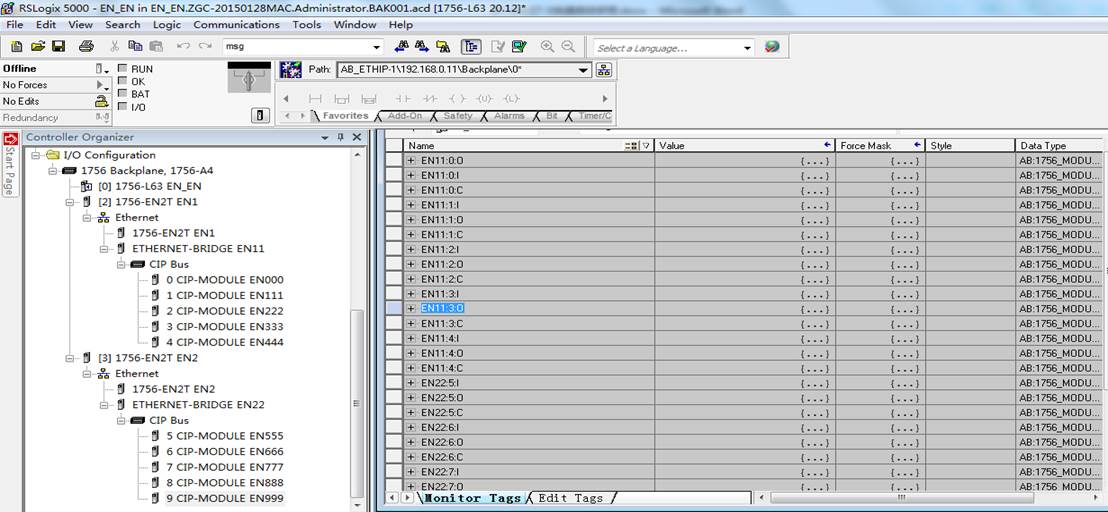 RSLogix 5000 - EN_EN in EN_EN.ZGC-20150128MAC.Administrator.BAK001.acd [1756-L63 20.12]*
File Edit View Search Logic Communications Tools Window Help
msg
Select a Language...
Offline
RUN
No Forces
OK
No Edits
BAT
Redundancy
I/O
Path: AB_ETHIP-1\192.168.0.11\Backplane\0*
Favorites Add-On Safety Alarms Bit Timer/C
Start Page
Controller Organizer
I/O Configuration
1756 Backplane, 1756-A4
[0] 1756-L63 EN_EN
[2] 1756-EN2T EN1
Ethernet
1756-EN2T EN1
ETHERNET-BRIDGE EN11
CIP Bus
0 CIP-MODULE EN000
1 CIP-MODULE EN111
2 CIP-MODULE EN222
3 CIP-MODULE EN333
4 CIP-MODULE EN444
[3] 1756-EN2T EN2
Ethernet
1756-EN2T EN2
ETHERNET-BRIDGE EN22
CIP Bus
5 CIP-MODULE EN555
6 CIP-MODULE EN666
7 CIP-MODULE EN777
8 CIP-MODULE EN888
9 CIP-MODULE EN999
Name Value Force Mask Style Data Type
EN11:0:O {...} {...} AB:1756_MODU...
EN11:0:I {...} {...} AB:1756_MODU...
EN11:0:C {...} {...} AB:1756_MODU...
EN11:1:I {...} {...} AB:1756_MODU...
EN11:1:O {...} {...} AB:1756_MODU...
EN11:1:C {...} {...} AB:1756_MODU...
EN11:2:I {...} {...} AB:1756_MODU...
EN11:2:O {...} {...} AB:1756_MODU...
EN11:2:C {...} {...} AB:1756_MODU...
EN11:3:I {...} {...} AB:1756_MODU...
EN11:3:O {...} {...} AB:1756_MODU...
EN11:3:C {...} {...} AB:1756_MODU...
EN11:4:I {...} {...} AB:1756_MODU...
EN11:4:O {...} {...} AB:1756_MODU...
EN11:4:C {...} {...} AB:1756_MODU...
EN22:5:I {...} {...} AB:1756_MODU...
EN22:5:O {...} {...} AB:1756_MODU...
EN22:5:C {...} {...} AB:1756_MODU...
EN22:6:I {...} {...} AB:1756_MODU...
EN22:6:O {...} {...} AB:1756_MODU...
EN22:6:C {...} {...} AB:1756_MODU...
EN22:7:I {...} {...} AB:1756_MODU...
EN22:7:O {...} {...} AB:1756_MODU...
Monitor Tags Edit Tags